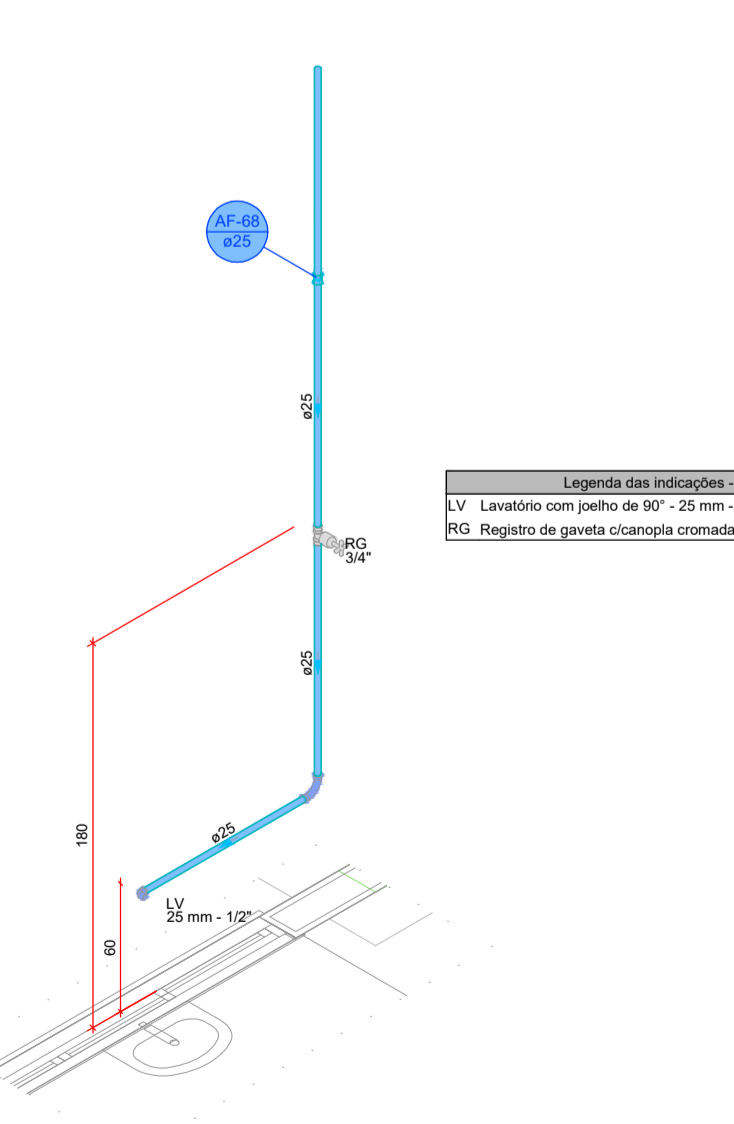 AF-68
ø25
ø25
Legenda das indicações -
LV Lavatório com joelho de 90° - 25 mm -
RG Registro de gaveta c/canopla cromada
RG
3/4"
ø25
180
ø25
LV
25 mm - 1/2"
60